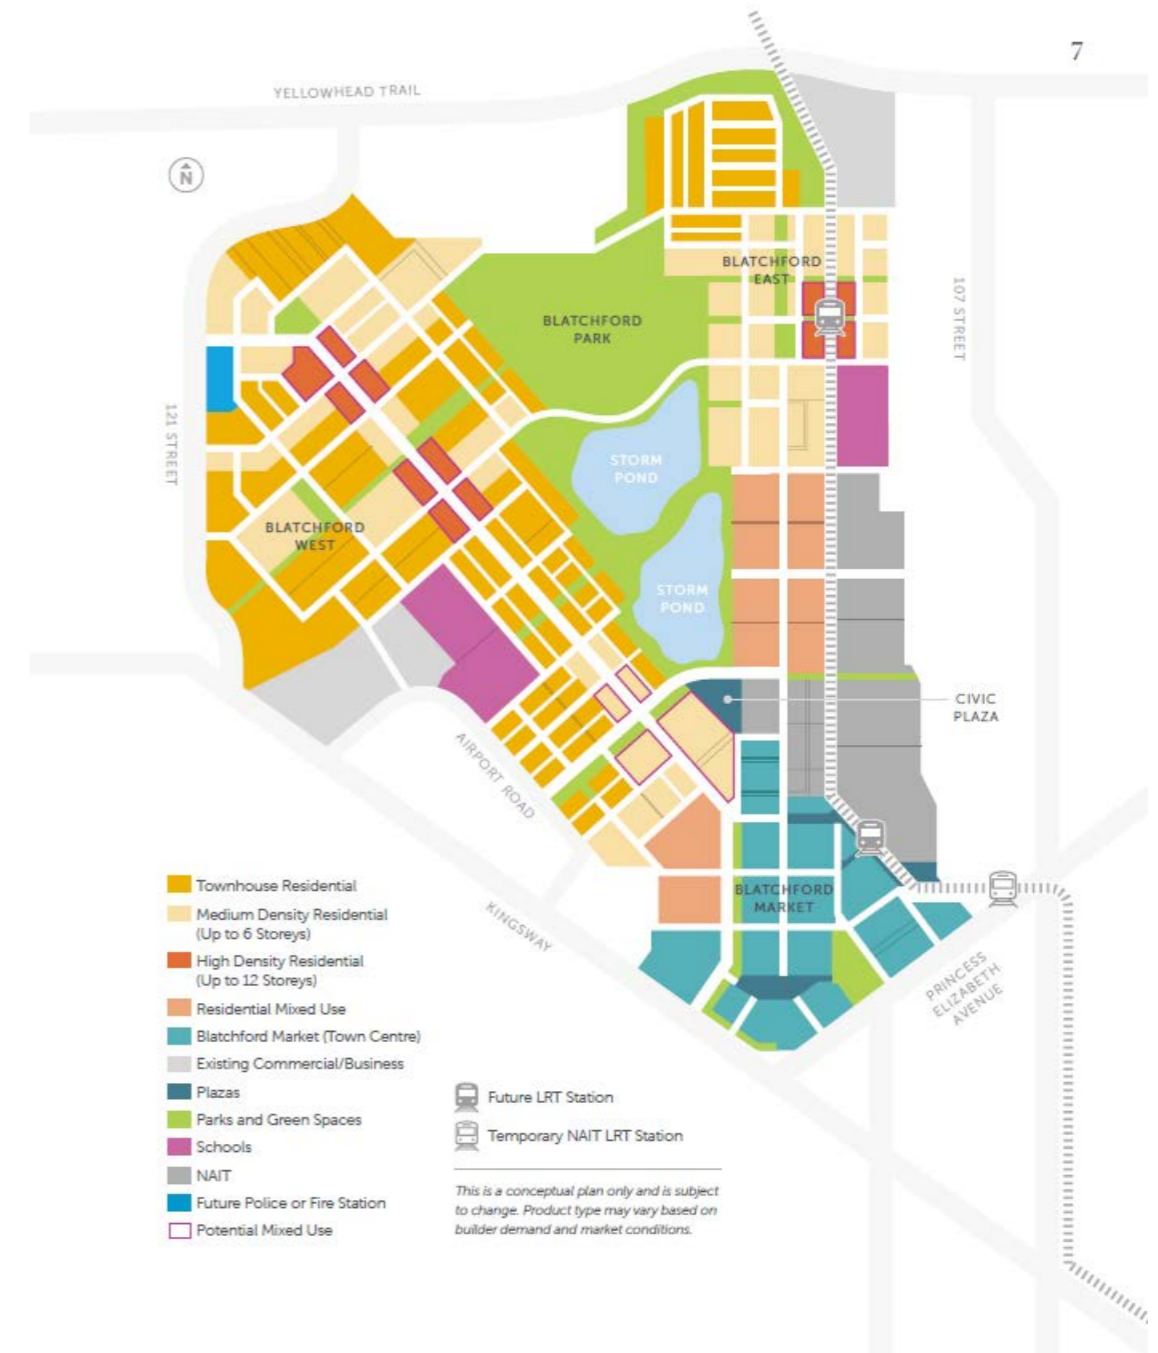 7
YELLOWHEAD TRAIL
N
BLATCHFORD
EAST
107 STREET
BLATCHFORD
PARK
121 STREET
STORM
POND
BLATCHFORD
WEST
STORM
POND
CIVIC
PLAZA
AIRPORT ROAD
BLATCHFORD
MARKET
KINGSWAY
PRINCESS
ELIZABETH
AVENUE
Townhouse Residential
Medium Density Residential
(Up to 6 Storeys)
High Density Residential
(Up to 12 Storeys)
Residential Mixed Use
Blatchford Market (Town Centre)
Existing Commercial/Business
Plazas
Parks and Green Spaces
Schools
NAIT
Future Police or Fire Station
Potential Mixed Use
Future LRT Station
Temporary NAIT LRT Station
This is a conceptual plan only and is subject
to change. Product type may vary based on
builder demand and market conditions.